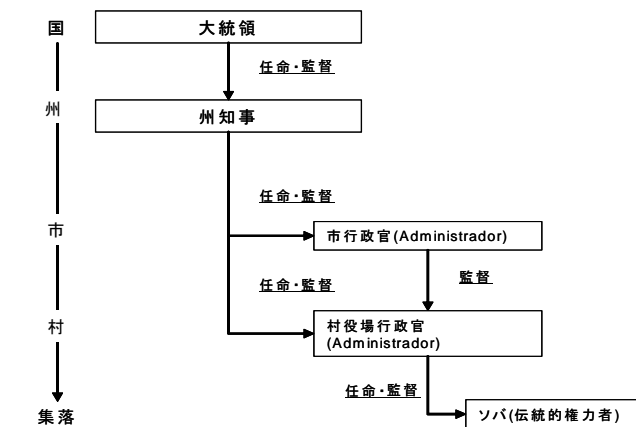 国
大統領
任命・監督
州
州知事
任命・監督
市
市行政官(Administrador)
任命・監督
監督
村
村役場行政官
(Administrador)
任命・監督
集落
ソバ(伝統的権力者)